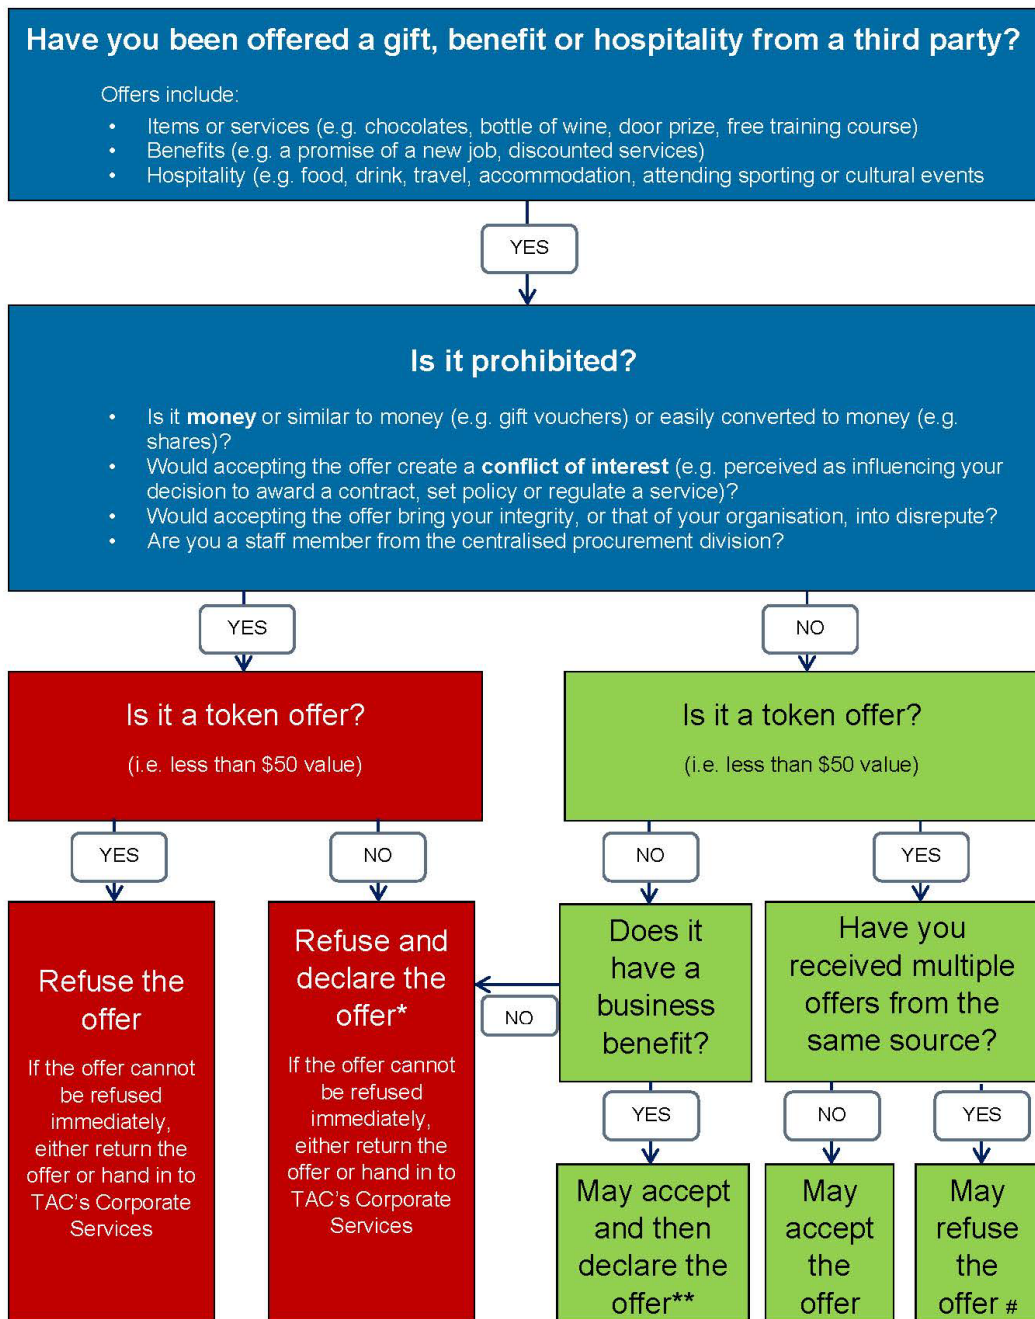 Have you been offered a gift, benefit or hospitality from a third party?
Offers include:
• Items or services (e.g. chocolates, bottle of wine, door prize, free training course)
• Benefits (e.g. a promise of a new job, discounted services)
• Hospitality (e.g. food, drink, travel, accommodation, attending sporting or cultural events
YES
Is it prohibited?
• Is it money or similar to money (e.g. gift vouchers) or easily converted to money (e.g.
shares)?
• Would accepting the offer create a conflict of interest (e.g. perceived as influencing your
decision to award a contract, set policy or regulate a service)?
• Would accepting the offer bring your integrity, or that of your organisation, into disrepute?
• Are you a staff member from the centralised procurement division?
YES
NO
Is it a token offer?
(i.e. less than $50 value)
Is it a token offer?
(i.e. less than $50 value)
YES
NO
NO
YES
Refuse the
offer
If the offer cannot
be refused
immediately,
either return the
offer or hand in to
TAC's Corporate
Services
Refuse and
declare the
offer*
If the offer cannot
be refused
immediately,
either return the
offer or hand in to
TAC's Corporate
Services
NO
Does it
have a
business
benefit?
Have you
received multiple
offers from the
same source?
YES
NO
YES
May accept
and then
declare the
offer**
May
accept
the
offer
May
refuse
the
offer #